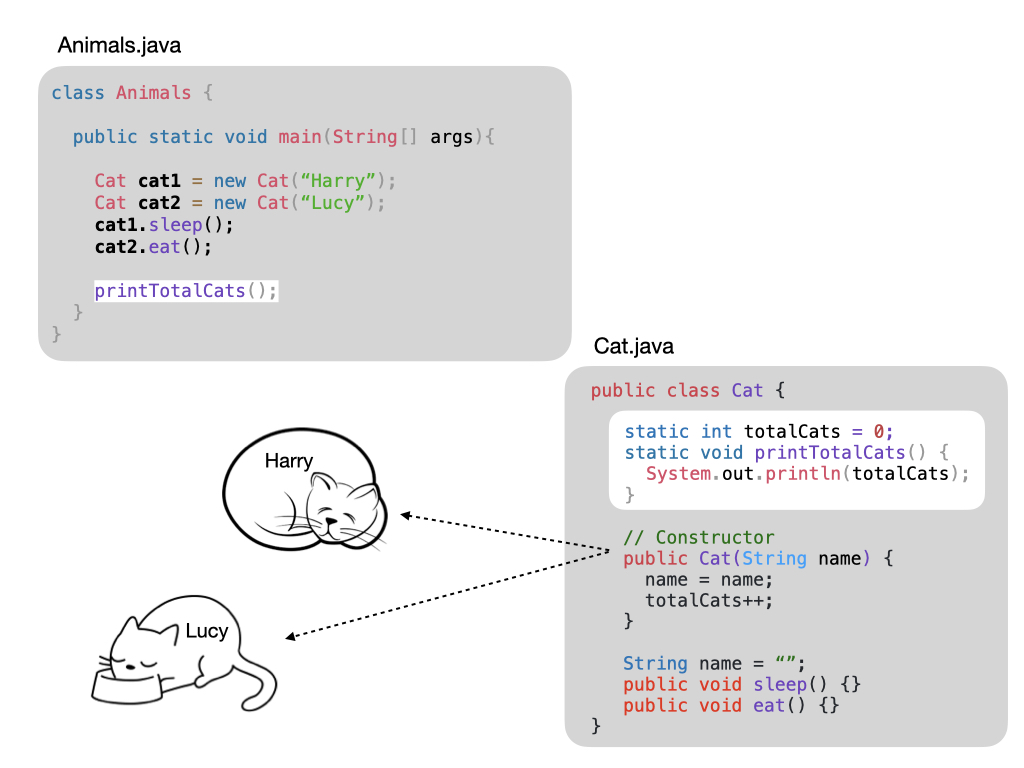 Animals.java
class Animals {
public static void main(String[] args){
Cat cat1 = new Cat(“Harry”);
Cat cat2 = new Cat(“Lucy”);
cat1.sleep();
cat2.eat();
printTotalCats();
}
}
Cat.java
public class Cat {
static int totalCats = 0;
static void printTotalCats() {
System.out.println(totalCats);
}
// Constructor
public Cat(String name) {
name = name;
totalCats++;
}
String name = “”;
public void sleep() {}
public void eat() {}
}
Harry
Lucy